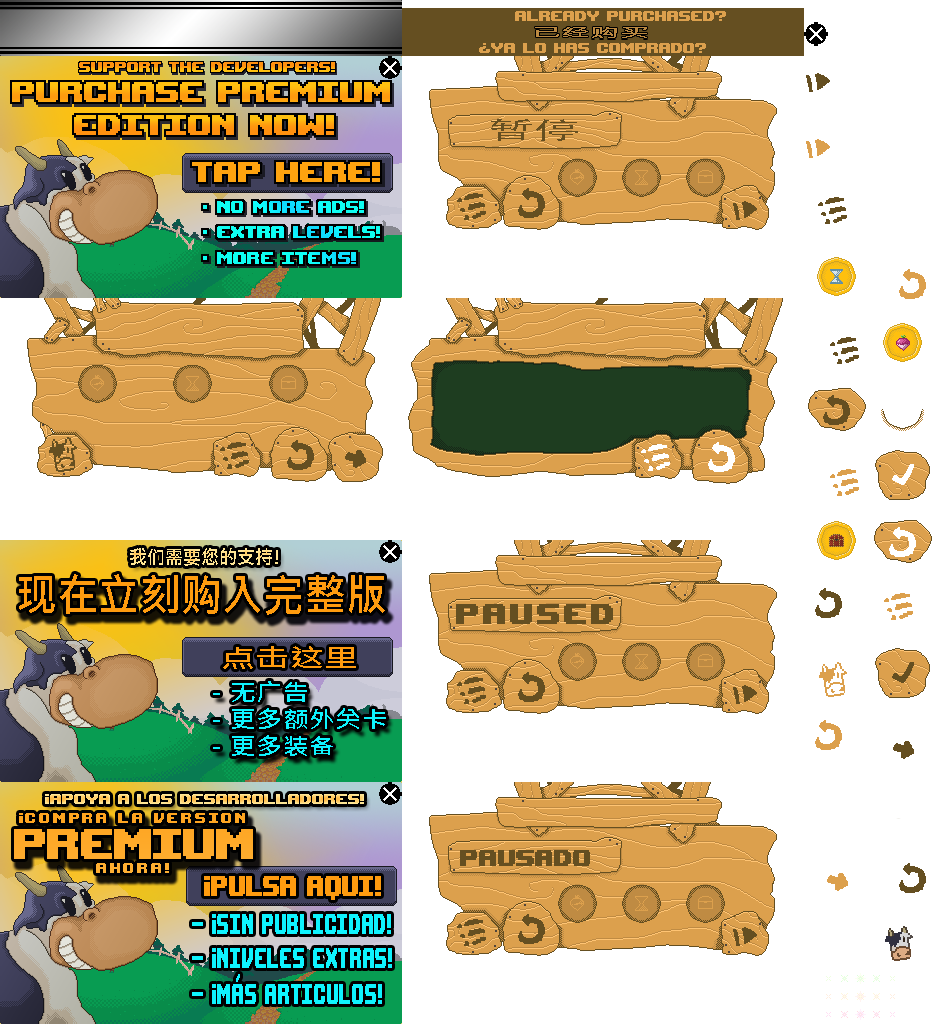 ALREADY PURCHASED?
已经购买
¿YA LO HAS COMPRADO?
SUPPORT THE DEVELOPERS!
PURCHASE PREMIUM
EDITION NOW!
TAP HERE!
· NO MORE ADS!
· EXTRA LEVELS!
· MORE ITEMS!
暂停
我们需要您的支持!
现在立刻购入完整版
点击这里
- 无广告
- 更多额外关卡
- 更多装备
PAUSED
¡APOYA A LOS DESARROLLADORES!
¡COMPRA LA VERSION
PREMIUM
AHORA!
¡PULSA AQUI!
- ¡SIN PUBLICIDAD!
- ¡NIVELES EXTRAS!
- ¡MÁS ARTICULOS!
PAUSADO